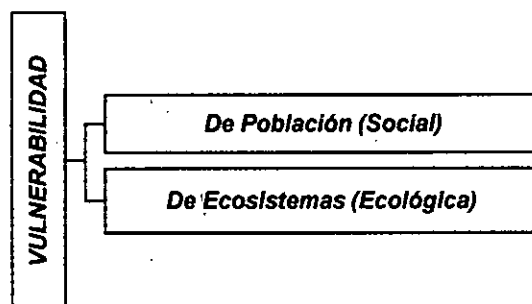 VULNERABILIDAD
De Población (Social)
De Ecosistemas (Ecológica)